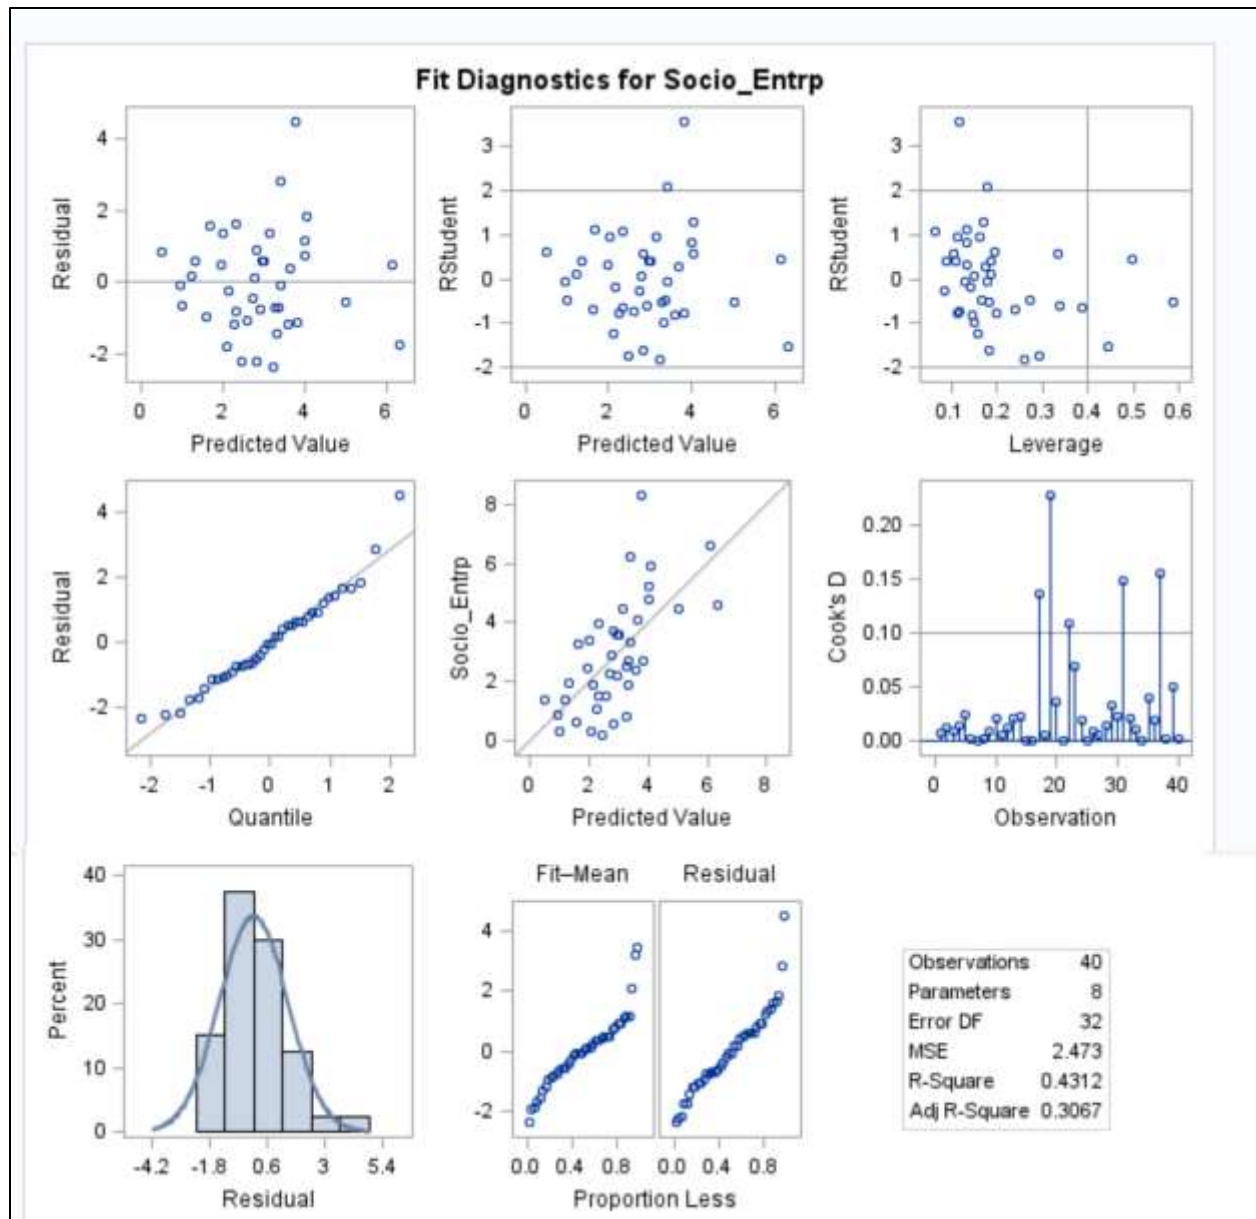 Fit Diagnostics for Socio_Entrp
Residual
4
2
0
-2
0 2 4 6
Predicted Value
RStudent
3
2
1
0
-1
-2
0 2 4 6
Predicted Value
RStudent
3
2
1
0
-1
-2
0.1 0.2 0.3 0.4 0.5 0.6
Leverage
Residual
4
2
0
-2
-2 -1 0 1 2
Quantile
Socio_Entrp
8
6
4
2
0
0 2 4 6 8
Predicted Value
Cook's D
0.20
0.15
0.10
0.05
0.00
0 10 20 30 40
Observation
Percent
40
30
20
10
0
-4.2 -1.8 0.6 3 5.4
Residual
Fit–Mean Residual
4
2
0
-2
0.0 0.4 0.8 0.0 0.4 0.8
Proportion Less
Observations 40
Parameters 8
Error DF 32
MSE 2.473
R-Square 0.4312
Adj R-Square 0.3067